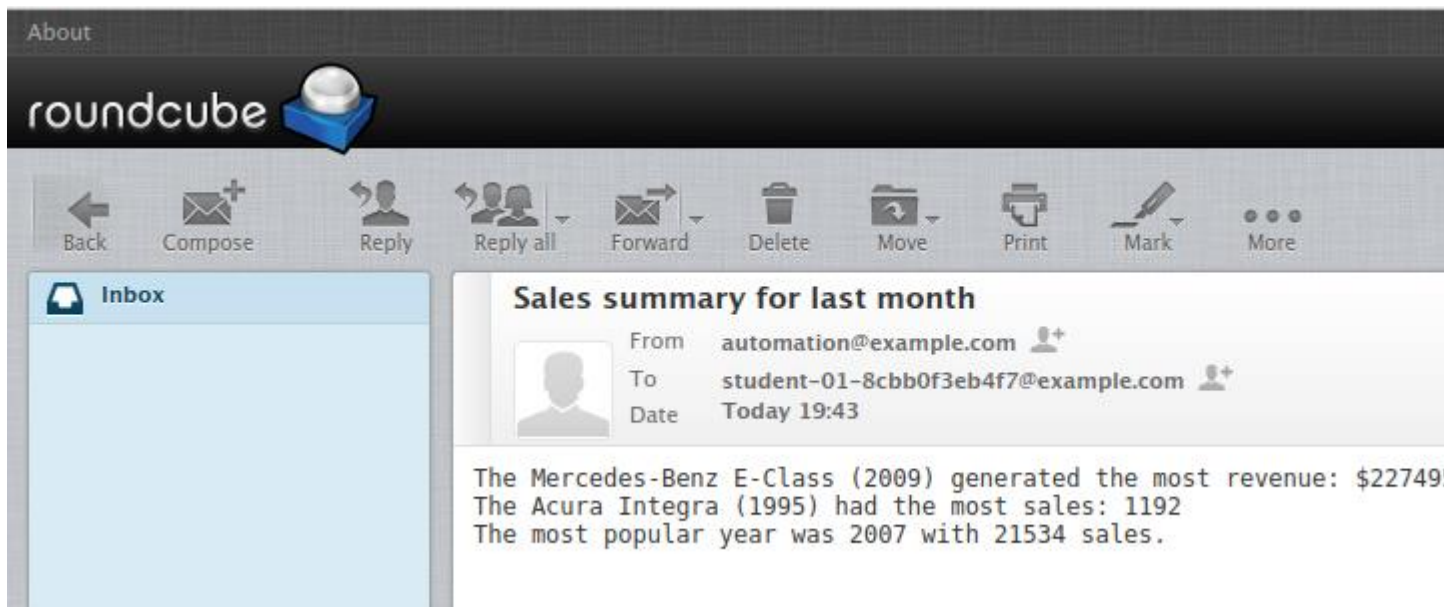 About
roundcube
Back Compose Reply Reply all Forward Delete Move Print Mark More
Inbox
Sales summary for last month
From automation@example.com
To student-01-8cbb0f3eb4f7@example.com
Date Today 19:43
The Mercedes-Benz E-Class (2009) generated the most revenue: $22749
The Acura Integra (1995) had the most sales: 1192
The most popular year was 2007 with 21534 sales.